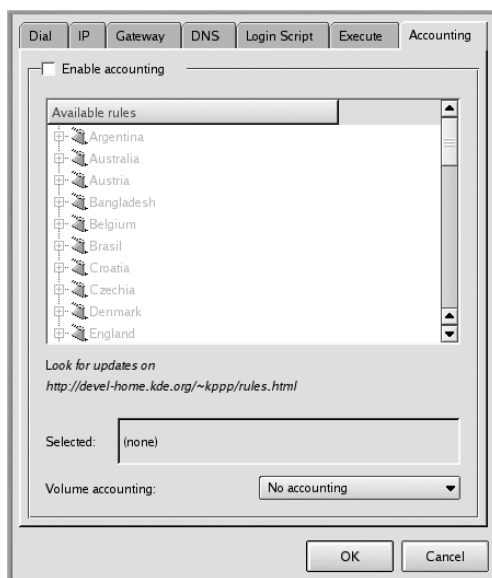 Dial IP Gateway DNS Login Script Execute Accounting
Enable accounting
Available rules
Argentina
Australia
Austria
Bangladesh
Belgium
Brasil
Croatia
Czechia
Denmark
England
Look for updates on
http://devel-home.kde.org/~kppp/rules.html
Selected: (none)
Volume accounting: No accounting
OK Cancel